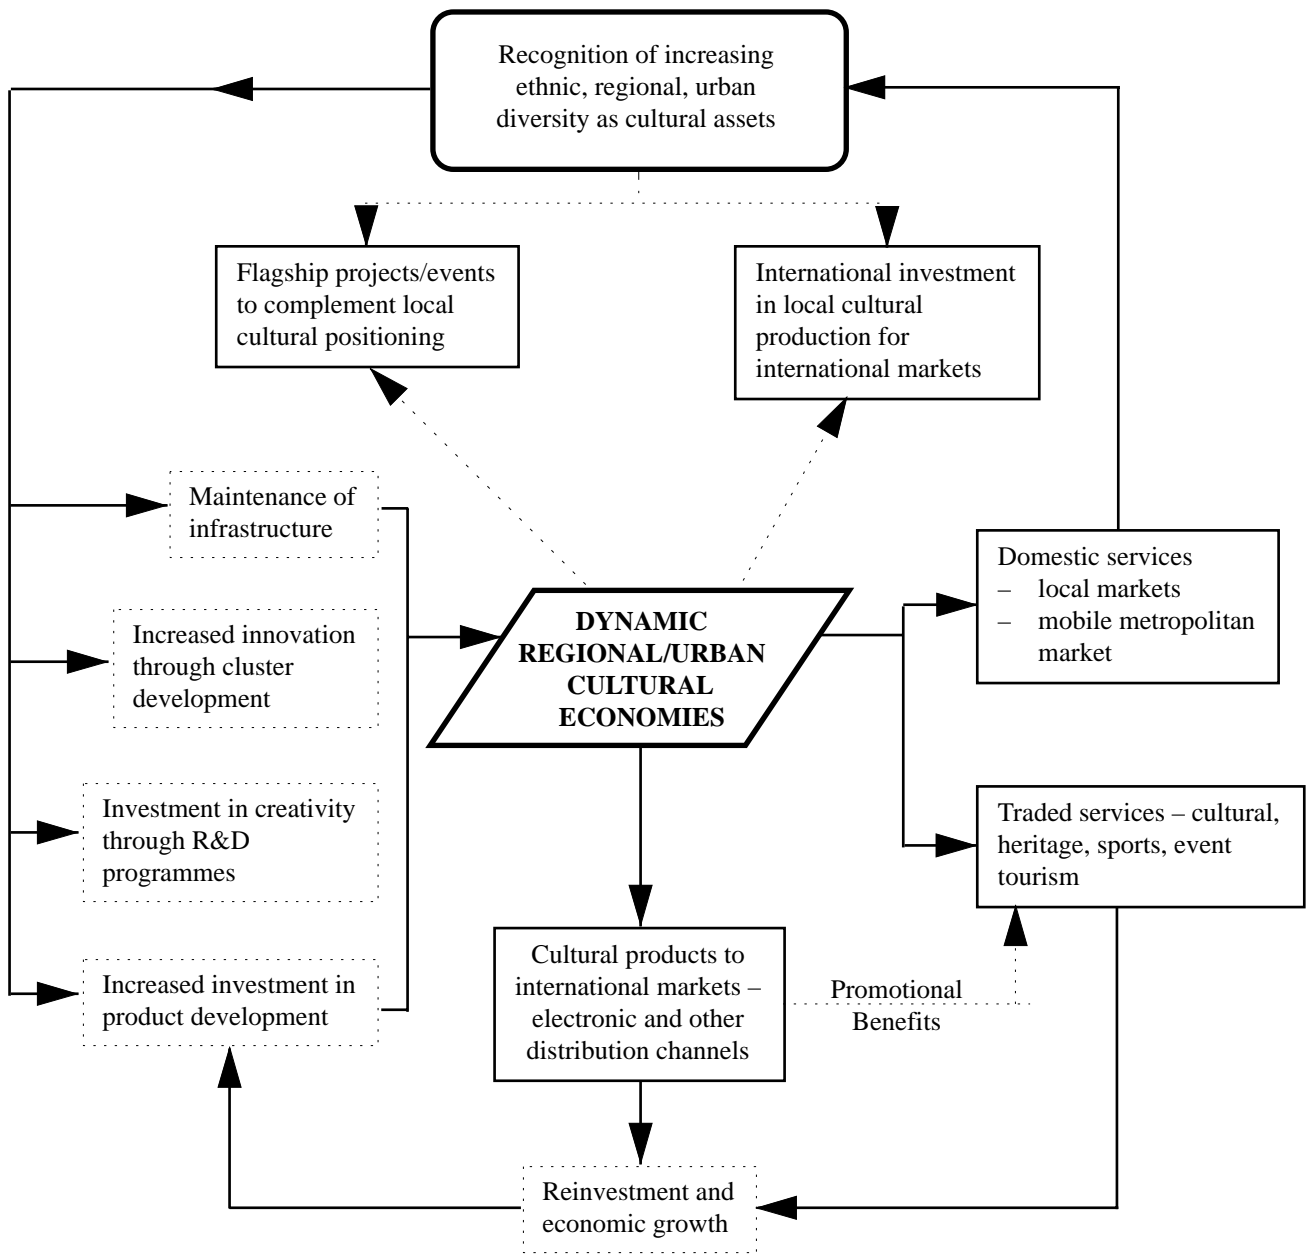 Recognition of increasing
ethnic, regional, urban
diversity as cultural assets
Flagship projects/events
to complement local
cultural positioning
International investment
in local cultural
production for
international markets
Maintenance of
infrastructure
Increased innovation
through cluster
development
Investment in creativity
through R&D
programmes
Increased investment in
product development
DYNAMIC
REGIONAL/URBAN
CULTURAL
ECONOMIES
Domestic services
– local markets
– mobile metropolitan
market
Traded services – cultural,
heritage, sports, event
tourism
Cultural products to
international markets –
electronic and other
distribution channels
Promotional
Benefits
Reinvestment and
economic growth